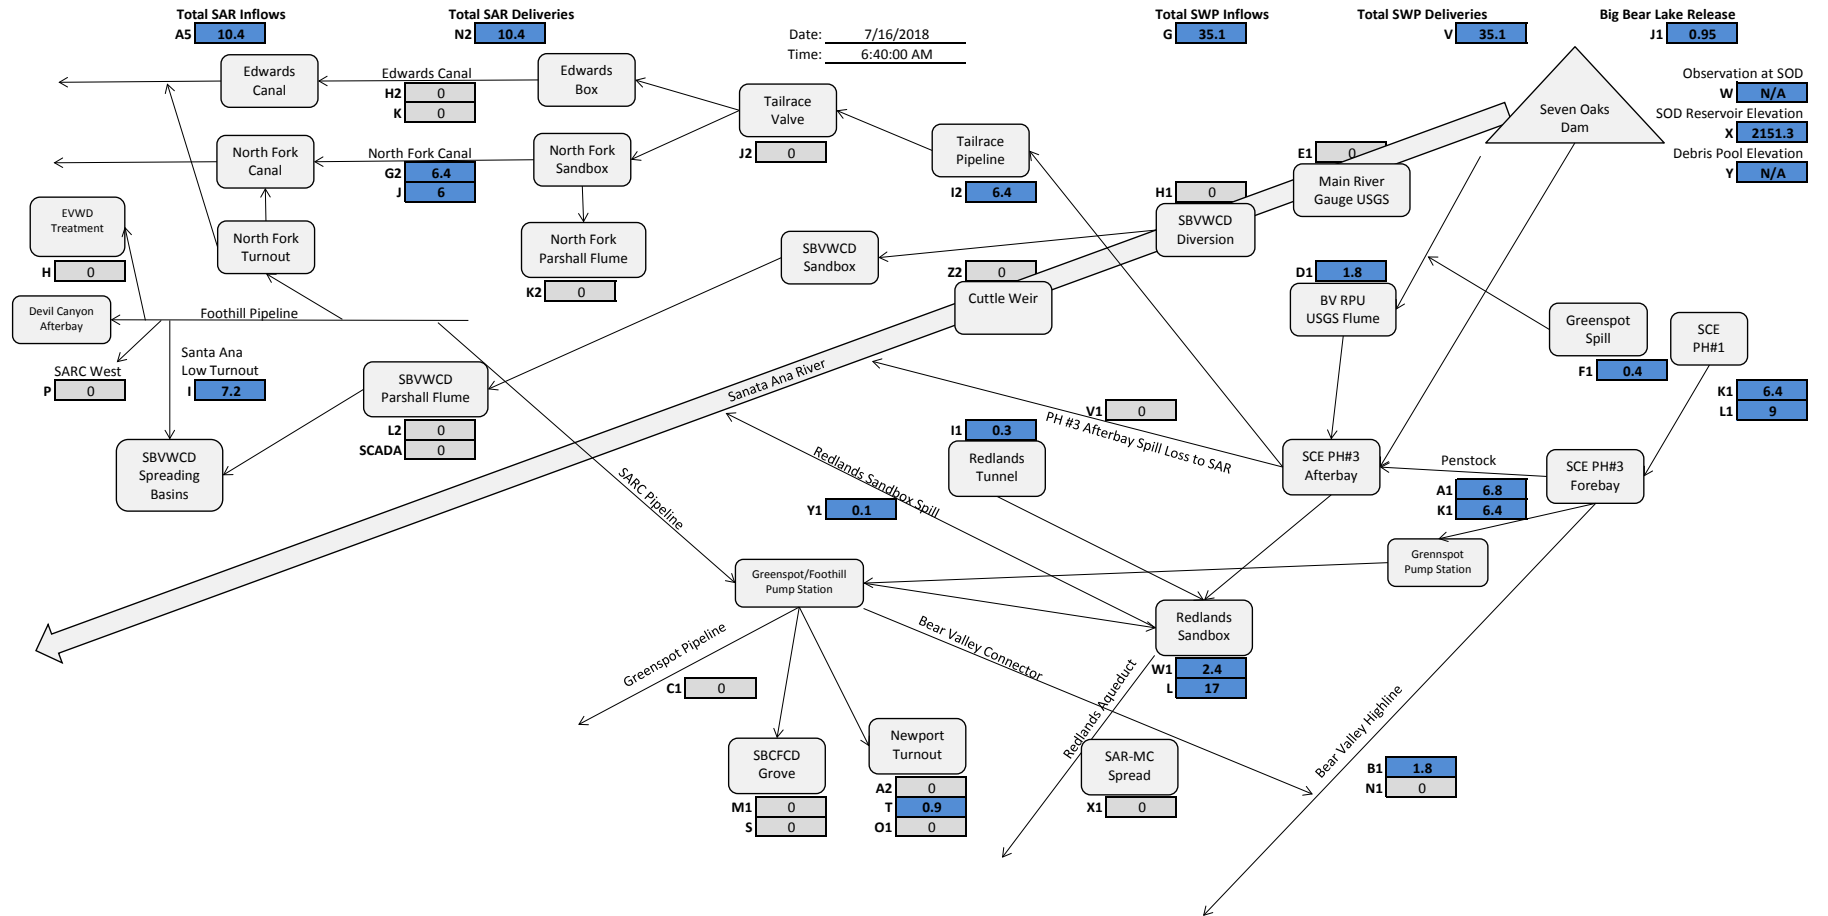 Total SAR Inflows
A5 10.4
Total SAR Deliveries
N2 10.4
Date: 7/16/2018
Time: 6:40:00 AM
Total SWP Inflows
G 35.1
Total SWP Deliveries
V 35.1
Big Bear Lake Release
J1 0.95
Observation at SOD
W N/A
SOD Reservoir Elevation
X 2151.3
Debris Pool Elevation
Y N/A
Seven Oaks
Dam
Edwards
Canal
Edwards Canal
H2 0
K 0
Edwards
Box
Tailrace
Valve
J2 0
Tailrace
Pipeline
I2 6.4
E1 0
Main River
Gauge USGS
H1 0
SBVWCD
Diversion
North Fork
Canal
North Fork Canal
G2 6.4
J 6
North Fork
Sandbox
EVWD
Treatment
H 0
North Fork
Turnout
North Fork
Parshall Flume
K2 0
SBVWCD
Sandbox
Z2 0
Cuttle Weir
D1 1.8
BV RPU
USGS Flume
Greenspot
Spill
F1 0.4
SCE
PH#1
K1 6.4
L1 9
Devil Canyon
Afterbay
Foothill Pipeline
SARC West
P 0
Santa Ana
Low Turnout
I 7.2
SBVWCD
Parshall Flume
L2 0
SCADA 0
Sanata Ana River
V1 0
PH #3 Afterbay Spill Loss to SAR
I1 0.3
Redlands
Tunnel
SCE PH#3
Afterbay
Penstock
A1 6.8
K1 6.4
SCE PH#3
Forebay
SBVWCD
Spreading
Basins
SARC Pipeline
Redlands Sandbox Spill
Y1 0.1
Grennspot
Pump Station
Greenspot/Foothill
Pump Station
Redlands
Sandbox
W1 2.4
L 17
Greenspot Pipeline
C1 0
Bear Valley Connector
Redlands Aqueduct
Bear Valley Highline
SBCFCD
Grove
M1 0
S 0
Newport
Turnout
A2 0
T 0.9
O1 0
SAR-MC
Spread
X1 0
B1 1.8
N1 0